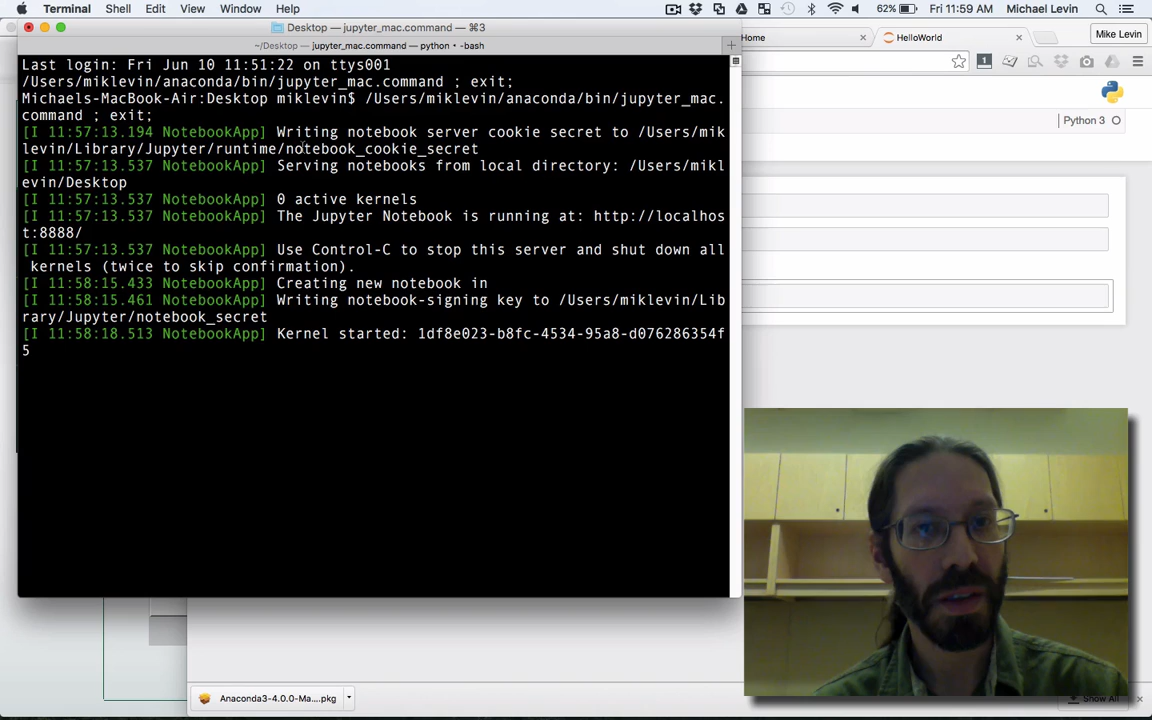 Terminal Shell Edit View Window Help 62% Fri 11:59 AM Michael Levin
Desktop — jupyter_mac.command — ⌘3
~/Desktop — jupyter_mac.command — python • -bash
Home
HelloWorld
Mike Levin
1
Python 3
Last login: Fri Jun 10 11:51:22 on ttys001
/Users/miklevin/anaconda/bin/jupyter_mac.command ; exit;
Michaels-MacBook-Air:Desktop miklevin$ /Users/miklevin/anaconda/bin/jupyter_mac.
command ; exit;
[I 11:57:13.194 NotebookApp] Writing notebook server cookie secret to /Users/mik
levin/Library/Jupyter/runtime/notebook_cookie_secret
[I 11:57:13.537 NotebookApp] Serving notebooks from local directory: /Users/mikl
evin/Desktop
[I 11:57:13.537 NotebookApp] 0 active kernels
[I 11:57:13.537 NotebookApp] The Jupyter Notebook is running at: http://localhos
t:8888/
[I 11:57:13.537 NotebookApp] Use Control-C to stop this server and shut down all
kernels (twice to skip confirmation).
[I 11:58:15.433 NotebookApp] Creating new notebook in
[I 11:58:15.461 NotebookApp] Writing notebook-signing key to /Users/miklevin/Lib
rary/Jupyter/notebook_secret
[I 11:58:18.513 NotebookApp] Kernel started: 1df8e023-b8fc-4534-95a8-d076286354f
5
Anaconda3-4.0.0-Ma....pkg
Show All